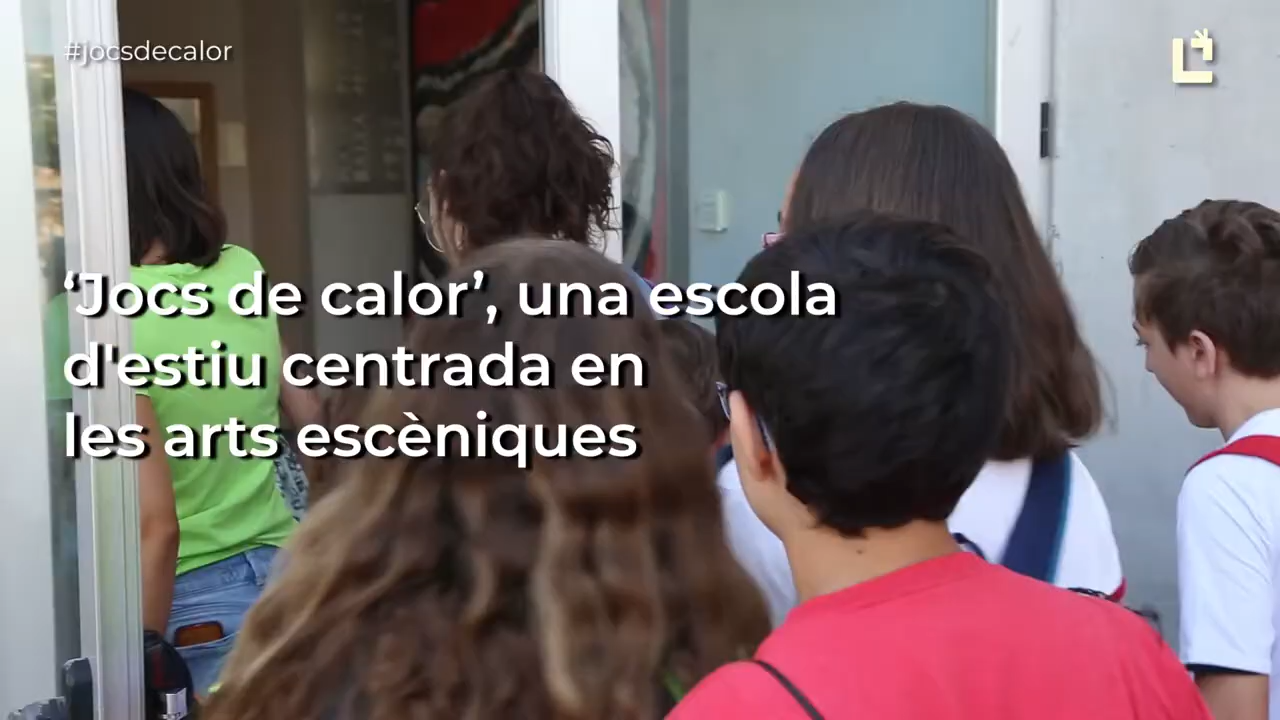 #jocsdecalor
‘Jocs de calor’, una escola
d'estiu centrada en
les arts escèniques